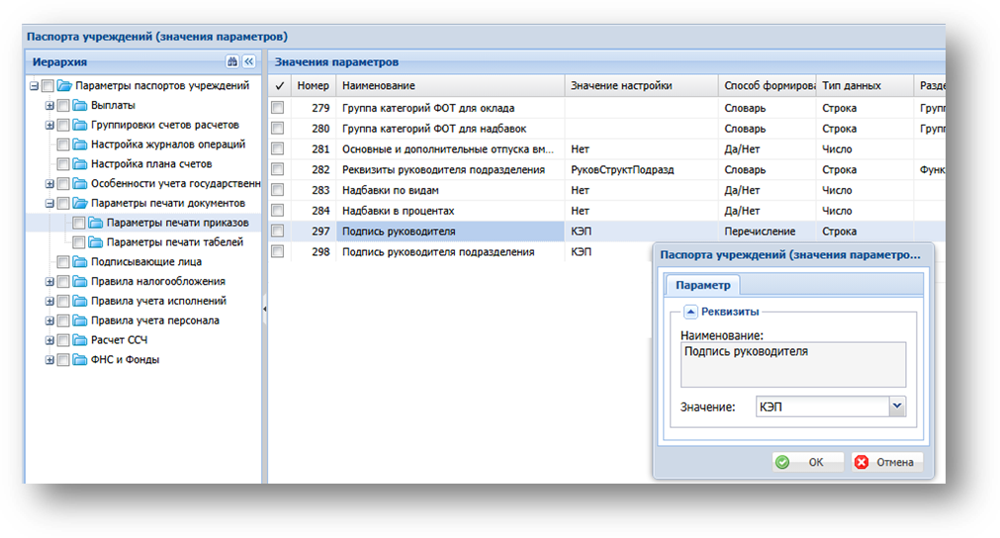 Паспорта учреждений (значения параметров)
Иерархия
Параметры паспортов учреждений
Выплаты
Группировки счетов расчетов
Настройка журналов операций
Настройка плана счетов
Особенности учета государственн
Параметры печати документов
Параметры печати приказов
Параметры печати табелей
Подписывающие лица
Правила налогообложения
Правила учета исполнений
Правила учета персонала
Расчет ССЧ
ФНС и Фонды
Значения параметров
Номер Наименование Значение настройки Способ формирова Тип данных Разде
279 Группа категорий ФОТ для оклада Словарь Строка Групп
280 Группа категорий ФОТ для надбавок Словарь Строка Групп
281 Основные и дополнительные отпуска вм... Нет Да/Нет Число
282 Реквизиты руководителя подразделения РуковСтруктПодразд Словарь Строка Функ
283 Надбавки по видам Нет Да/Нет Число
284 Надбавки в процентах Нет Да/Нет Число
297 Подпись руководителя КЭП Перечисление Строка
298 Подпись руководителя подразделения КЭП
Паспорта учреждений (значения параметро...
Параметр
Реквизиты
Наименование:
Подпись руководителя
Значение: КЭП
ОК Отмена